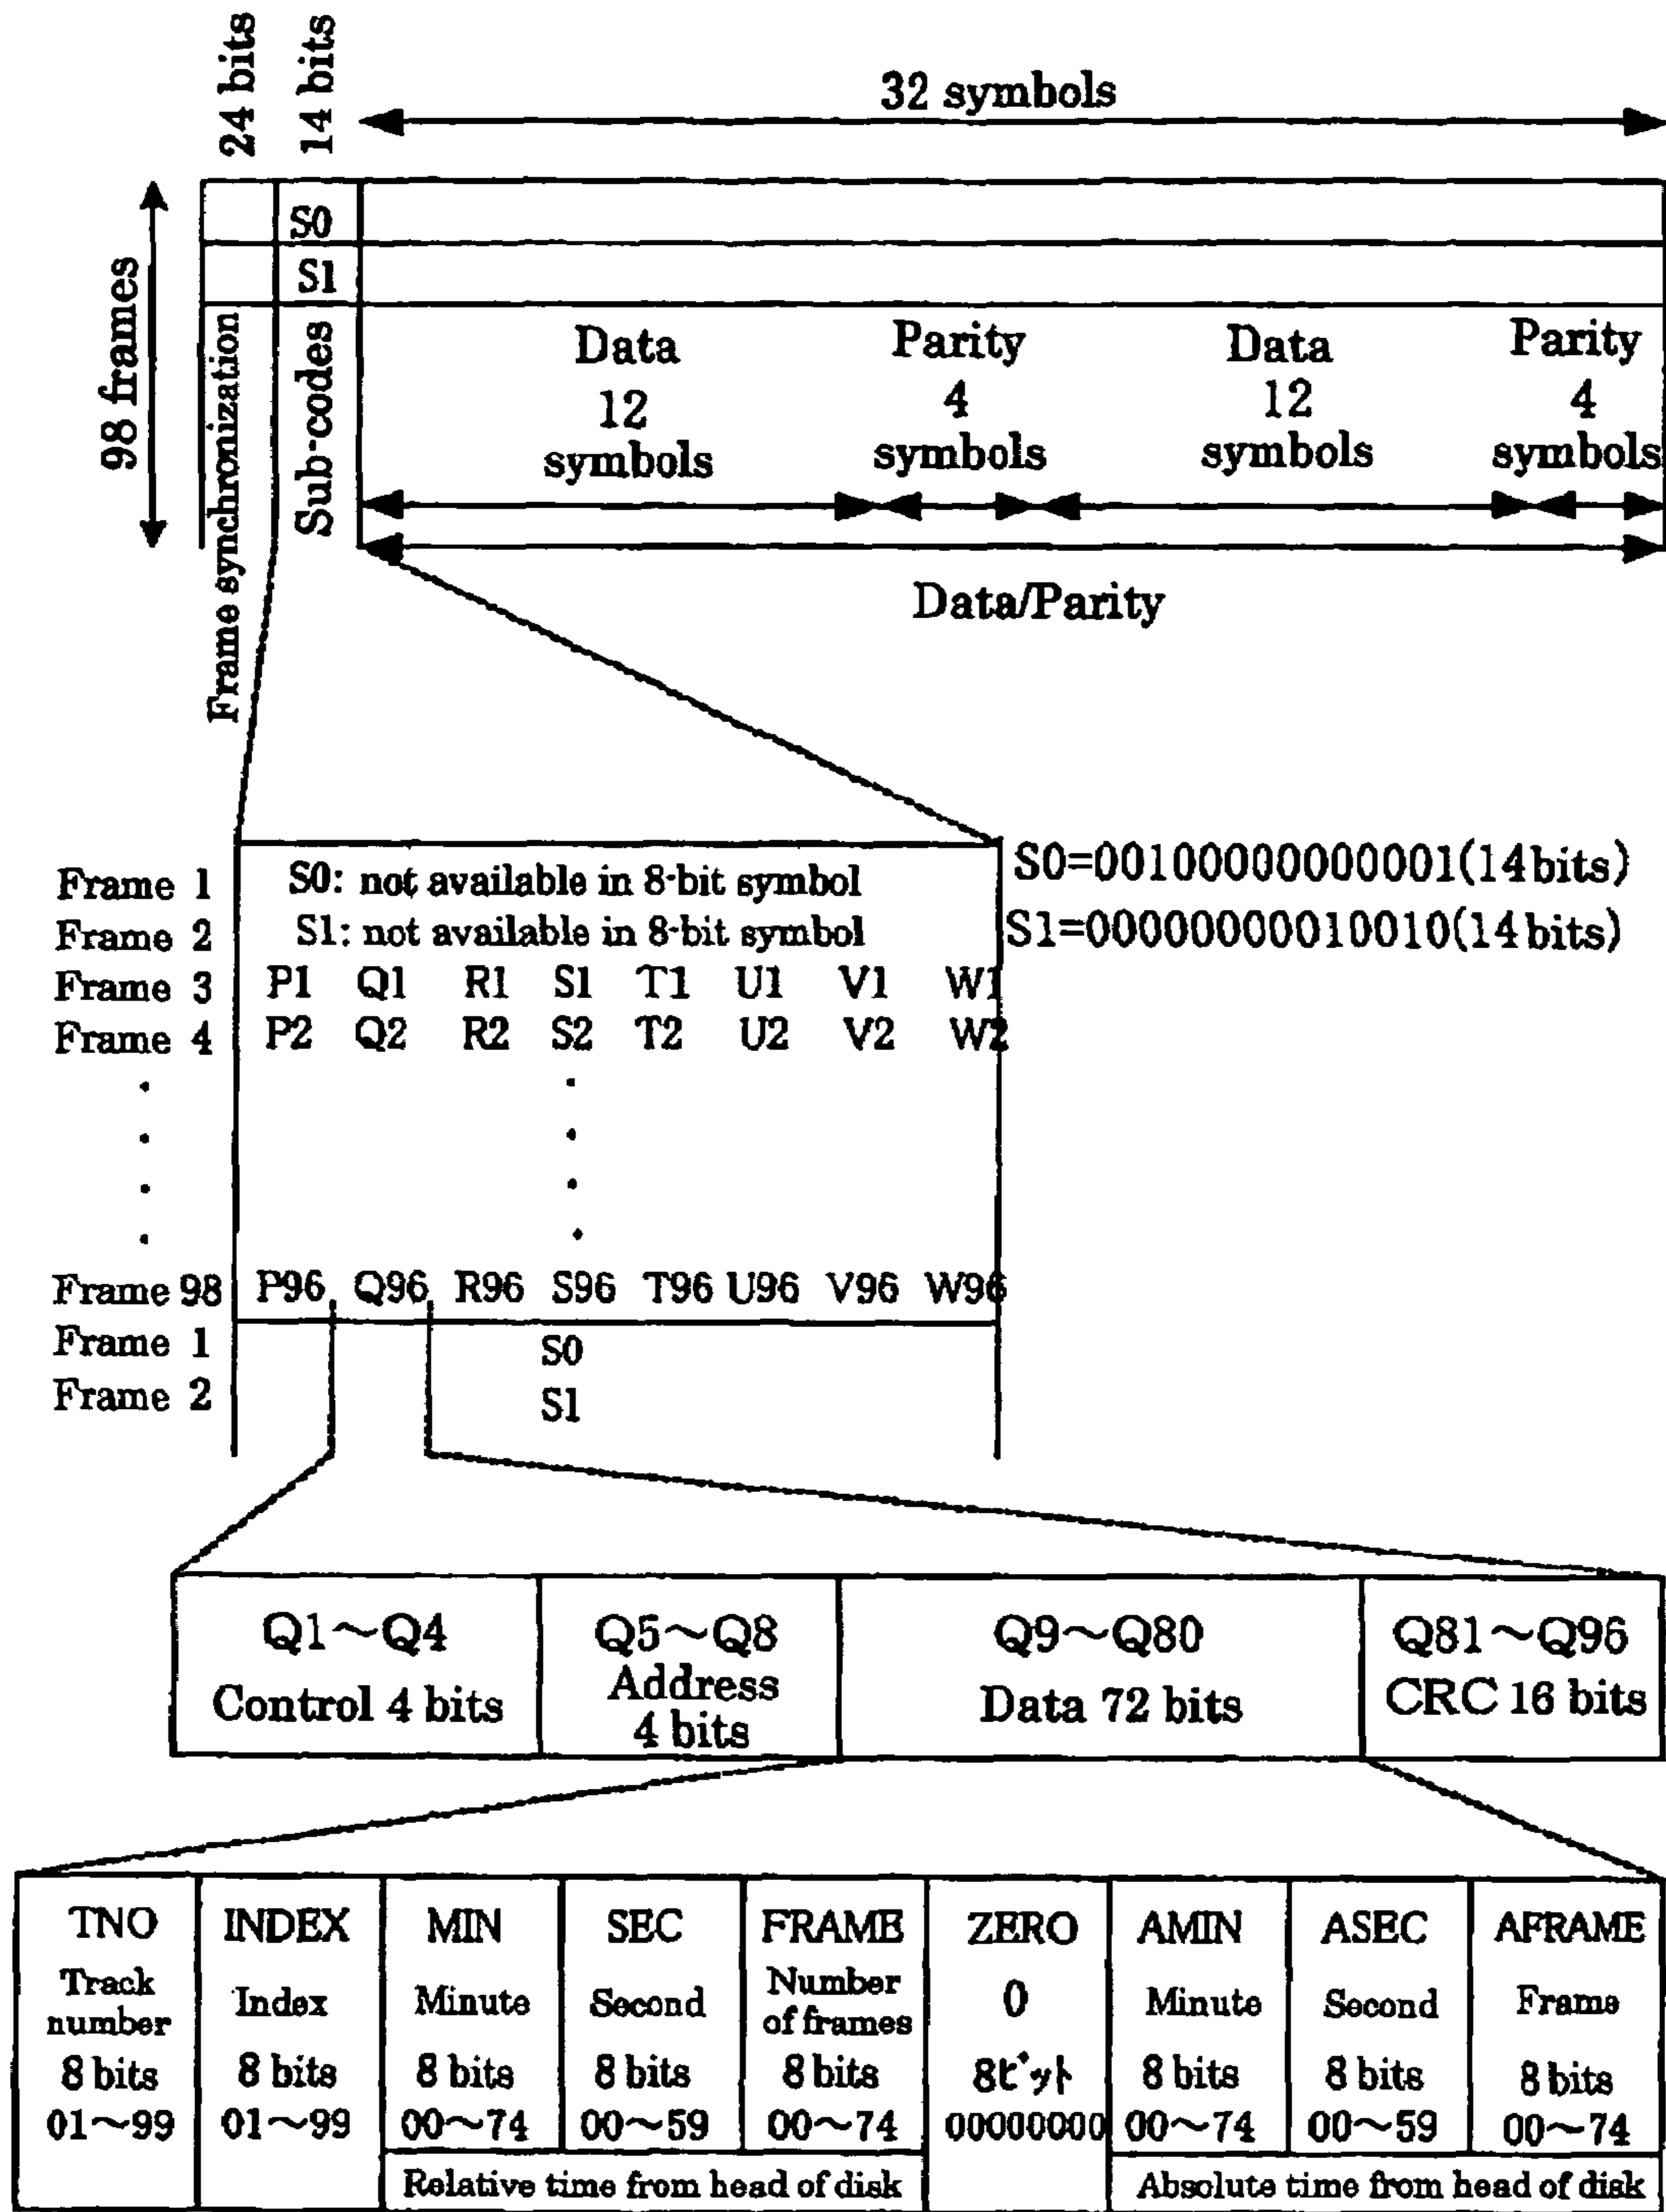 24 bits
14 bits
32 symbols
98 frames
S0
S1
Frame synchronization
Sub-codes
Data
12
symbols
Parity
4
symbols
Data
12
symbols
Parity
4
symbols
Data/Parity
Frame 1 S0: not available in 8-bit symbol S0=00100000000001(14bits)
Frame 2 S1: not available in 8-bit symbol S1=00000000010010(14bits)
Frame 3 P1 Q1 R1 S1 T1 U1 V1 W1
Frame 4 P2 Q2 R2 S2 T2 U2 V2 W2
Frame 98 P96 Q96 R96 S96 T96 U96 V96 W96
Frame 1 S0
Frame 2 S1
Q1～Q4
Control 4 bits
Q5～Q8
Address
4 bits
Q9～Q80
Data 72 bits
Q81～Q96
CRC 16 bits
TNO
Track
number
8 bits
01～99
INDEX
Index
8 bits
01～99
MIN
Minute
8 bits
00～74
SEC
Second
8 bits
00～59
FRAME
Number
of frames
8 bits
00～74
ZERO
0
8ビット
00000000
AMIN
Minute
8 bits
00～74
ASEC
Second
8 bits
00～59
AFRAME
Frame
8 bits
00～74
Relative time from head of disk
Absolute time from head of disk